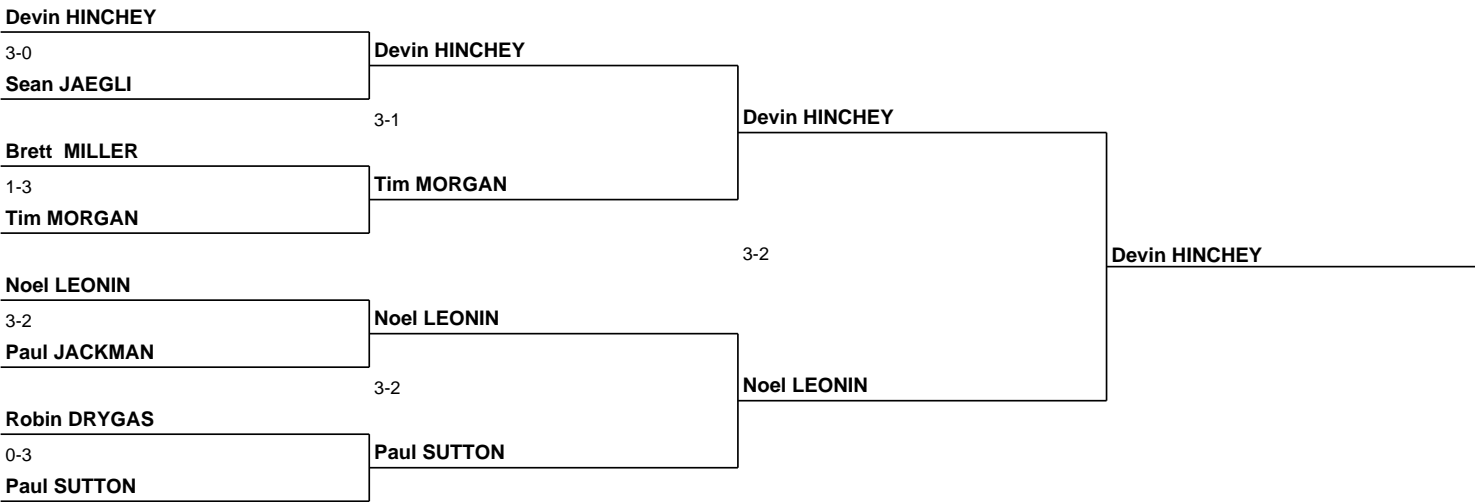 Devin HINCHEY
3-0
Sean JAEGLI
Brett  MILLER
1-3
Tim MORGAN
Noel LEONIN
3-2
Paul JACKMAN
Robin DRYGAS
0-3
Paul SUTTON
Devin HINCHEY
3-1
Tim MORGAN
Noel LEONIN
3-2
Paul SUTTON
Devin HINCHEY
3-2
Noel LEONIN
Devin HINCHEY